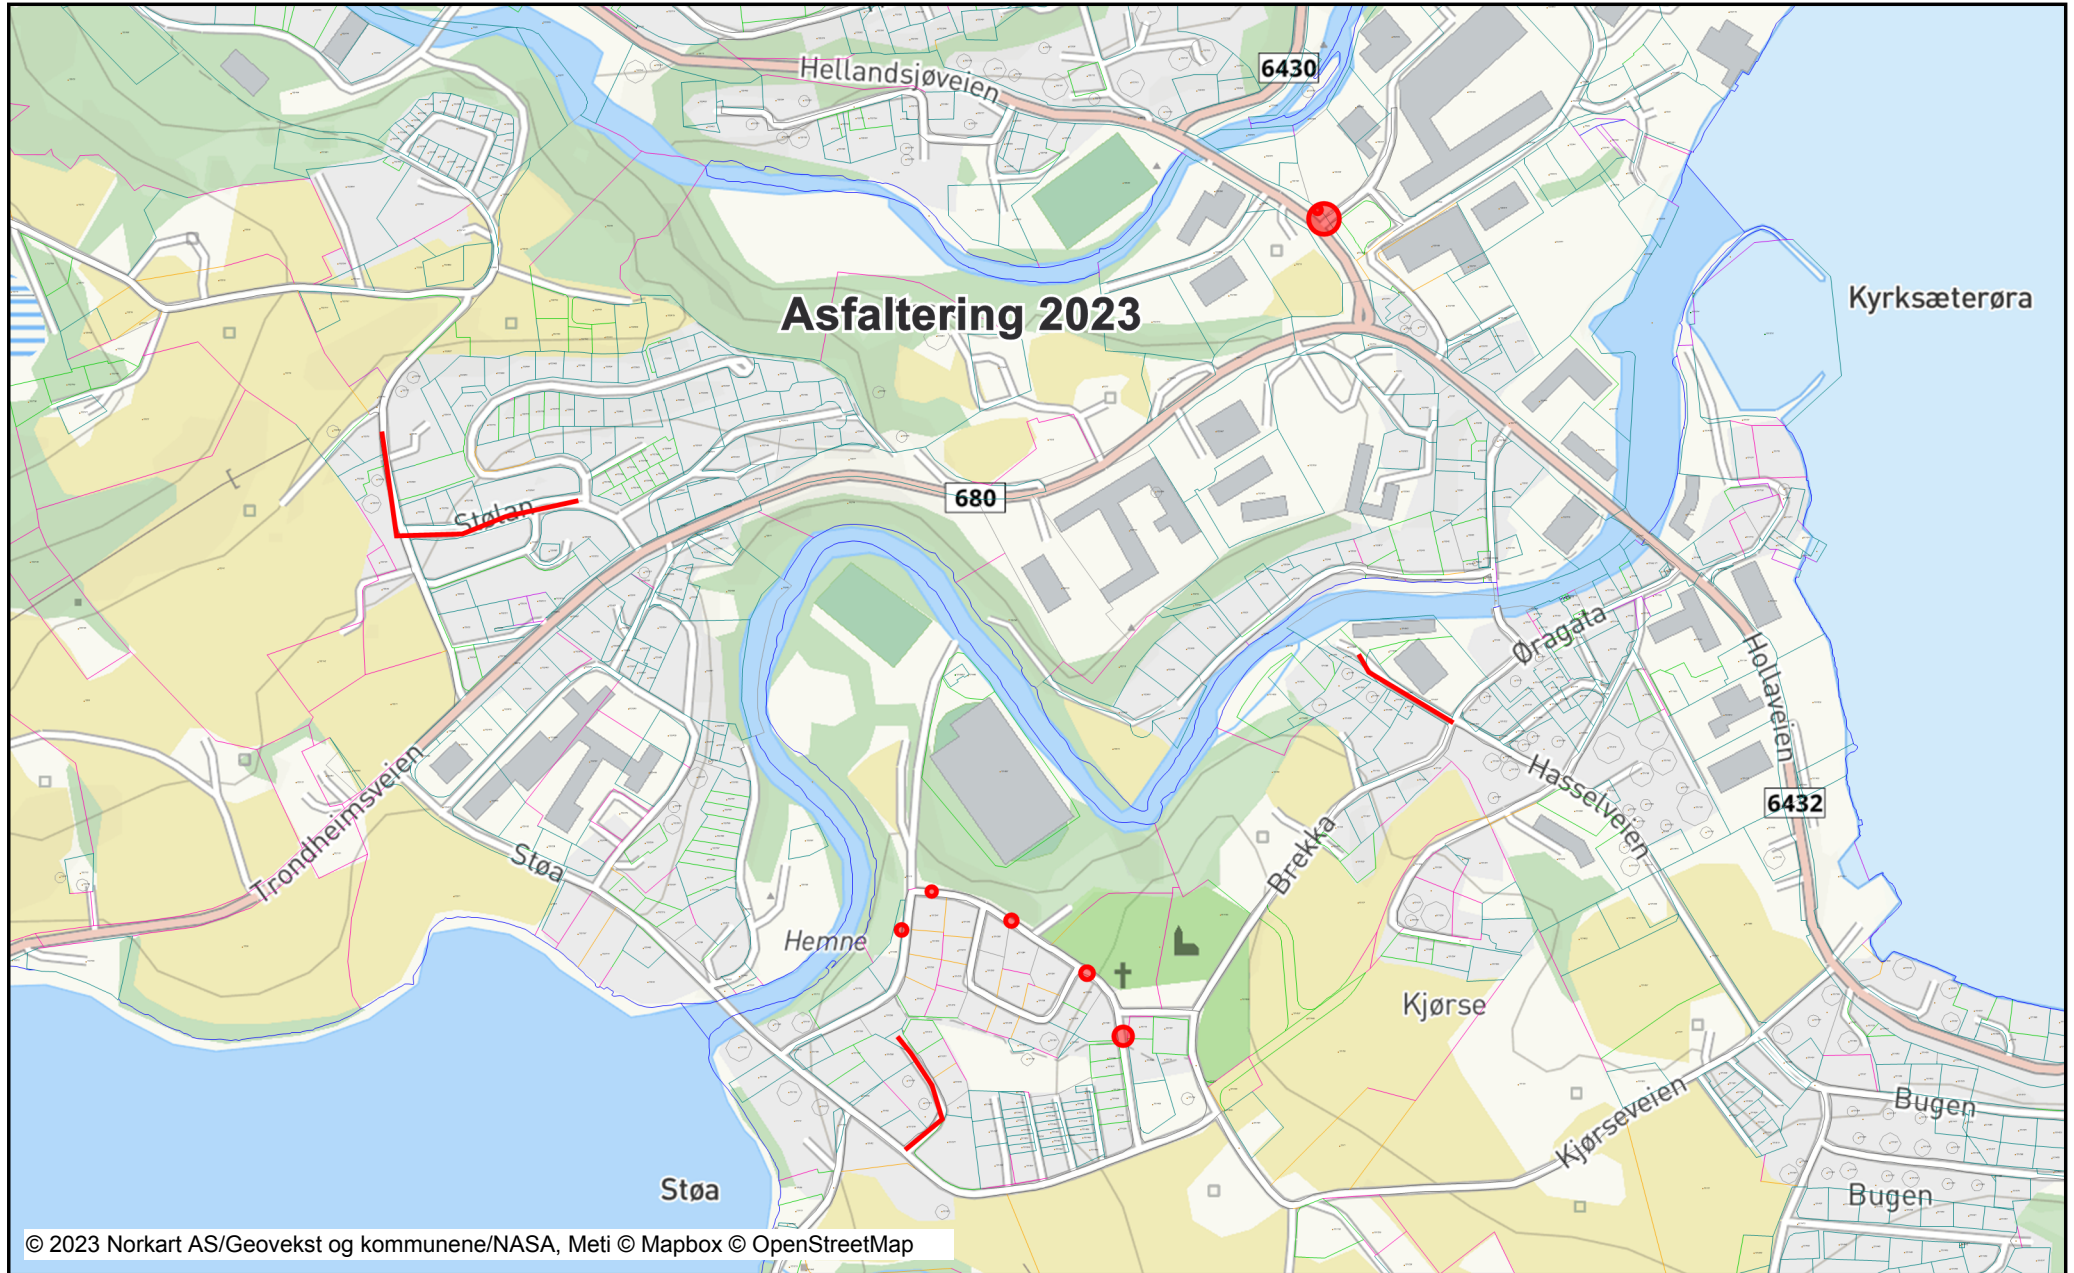 Hellandsjøveien
6430
Asfaltering 2023
Kyrksæterøra
680
Stølan
Øragata
Hollaveien
Trondheimsveien
Hasselveien
6432
Støa
Brekka
Hemne
Kjørse
Kjørseveien
Bugen
Støa
Bugen
© 2023 Norkart AS/Geovekst og kommunene/NASA, Meti © Mapbox © OpenStreetMap